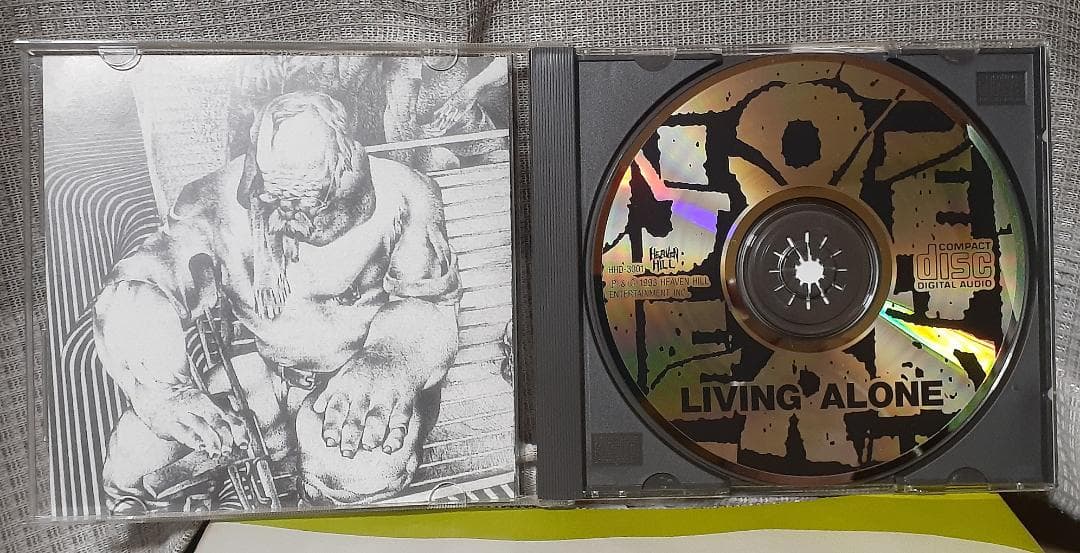 HEAVEN
HILL
HHD-3001
Ⓟ & © 1993 HEAVEN HILL
ENTERTAINMENT INC.
COMPACT
disc
DIGITAL AUDIO
LIVING ALONE